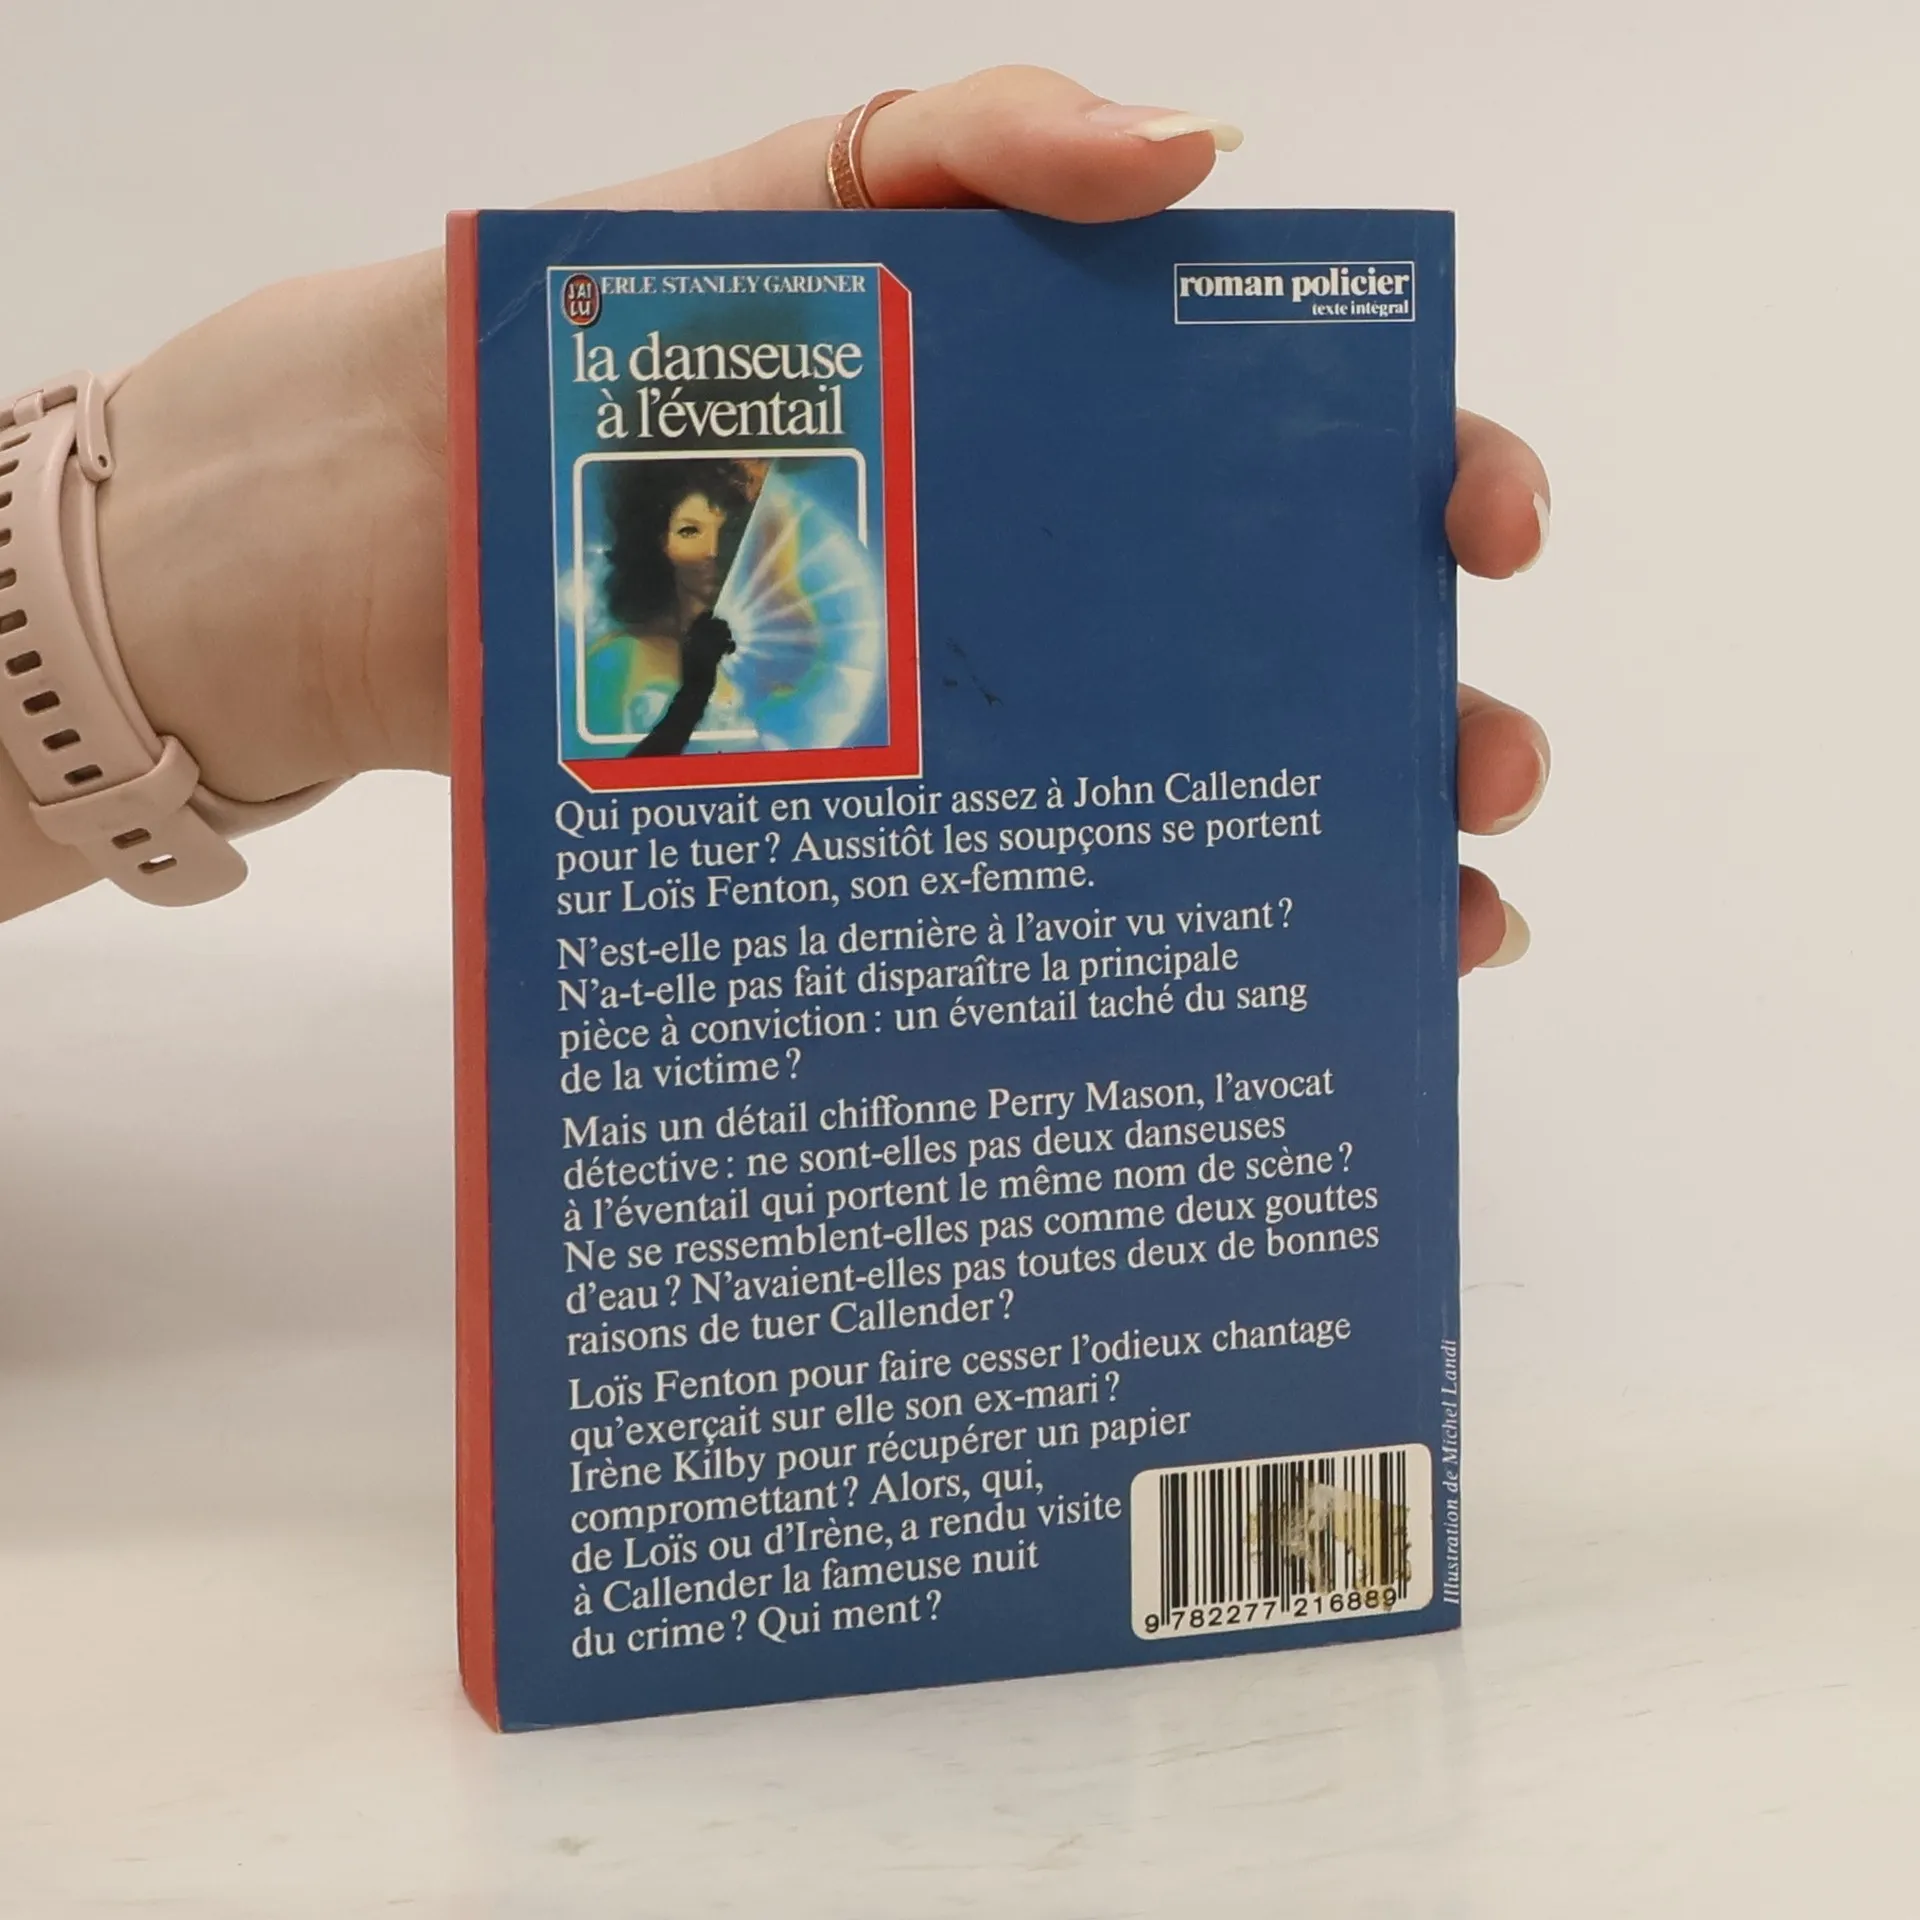 J'AI
LU
ERLE STANLEY GARDNER
la danseuse
à l'éventail
roman policier
texte intégral
Qui pouvait en vouloir assez à John Callender
pour le tuer ? Aussitôt les soupçons se portent
sur Loïs Fenton, son ex-femme.
N'est-elle pas la dernière à l'avoir vu vivant ?
N'a-t-elle pas fait disparaître la principale
pièce à conviction : un éventail taché du sang
de la victime ?
Mais un détail chiffonne Perry Mason, l'avocat
détective : ne sont-elles pas deux danseuses
à l'éventail qui portent le même nom de scène ?
Ne se ressemblent-elles pas comme deux gouttes
d'eau ? N'avaient-elles pas toutes deux de bonnes
raisons de tuer Callender ?
Loïs Fenton pour faire cesser l'odieux chantage
qu'exerçait sur elle son ex-mari ?
Irène Kilby pour récupérer un papier
compromettant ? Alors, qui,
de Loïs ou d'Irène, a rendu visite
à Callender la fameuse nuit
du crime ? Qui ment ?
9 782277 216889
Illustration de Michel Landi